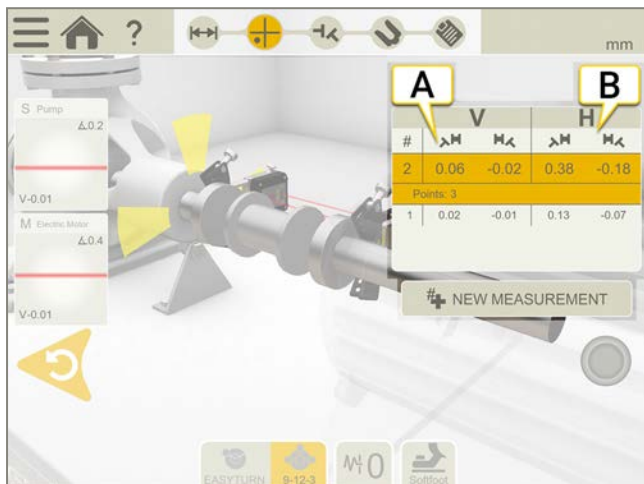 ?
mm
A
B
S Pump
∡0.2
V-0.01
M Electric Motor
∡0.4
V-0.01
V H
#
2 0.06 -0.02 0.38 -0.18
Points: 3
1 0.02 -0.01 0.13 -0.07
# NEW MEASUREMENT
EASYTURN 9-12-3 0 Softfoot